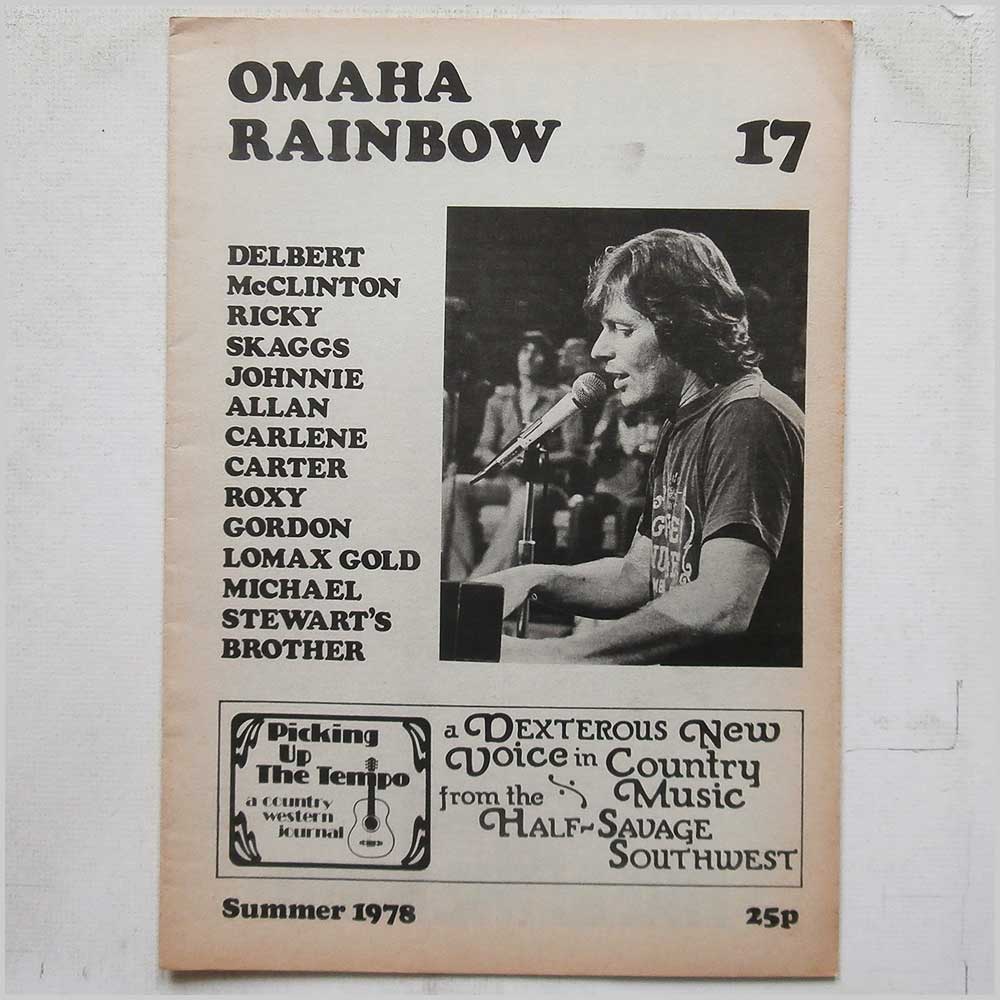 OMAHA
RAINBOW 17
DELBERT
McCLINTON
RICKY
SKAGGS
JOHNNIE
ALLAN
CARLENE
CARTER
ROXY
GORDON
LOMAX GOLD
MICHAEL
STEWART'S
BROTHER
Picking
Up
The Tempo
a country
western
journal
a DEXTEROUS New
Voice in Country
from the Music
HALF-SAVAGE
SOUTHWEST
Summer 1978 25p